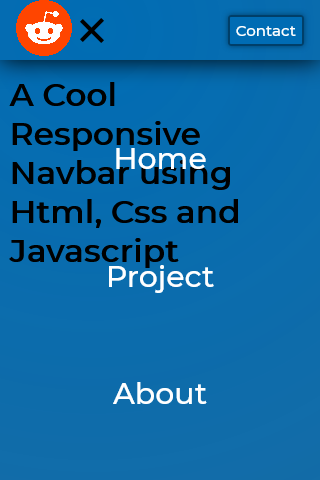 Contact
A Cool
Responsive
Navbar using
Html, Css and
Javascript
Home
Project
About